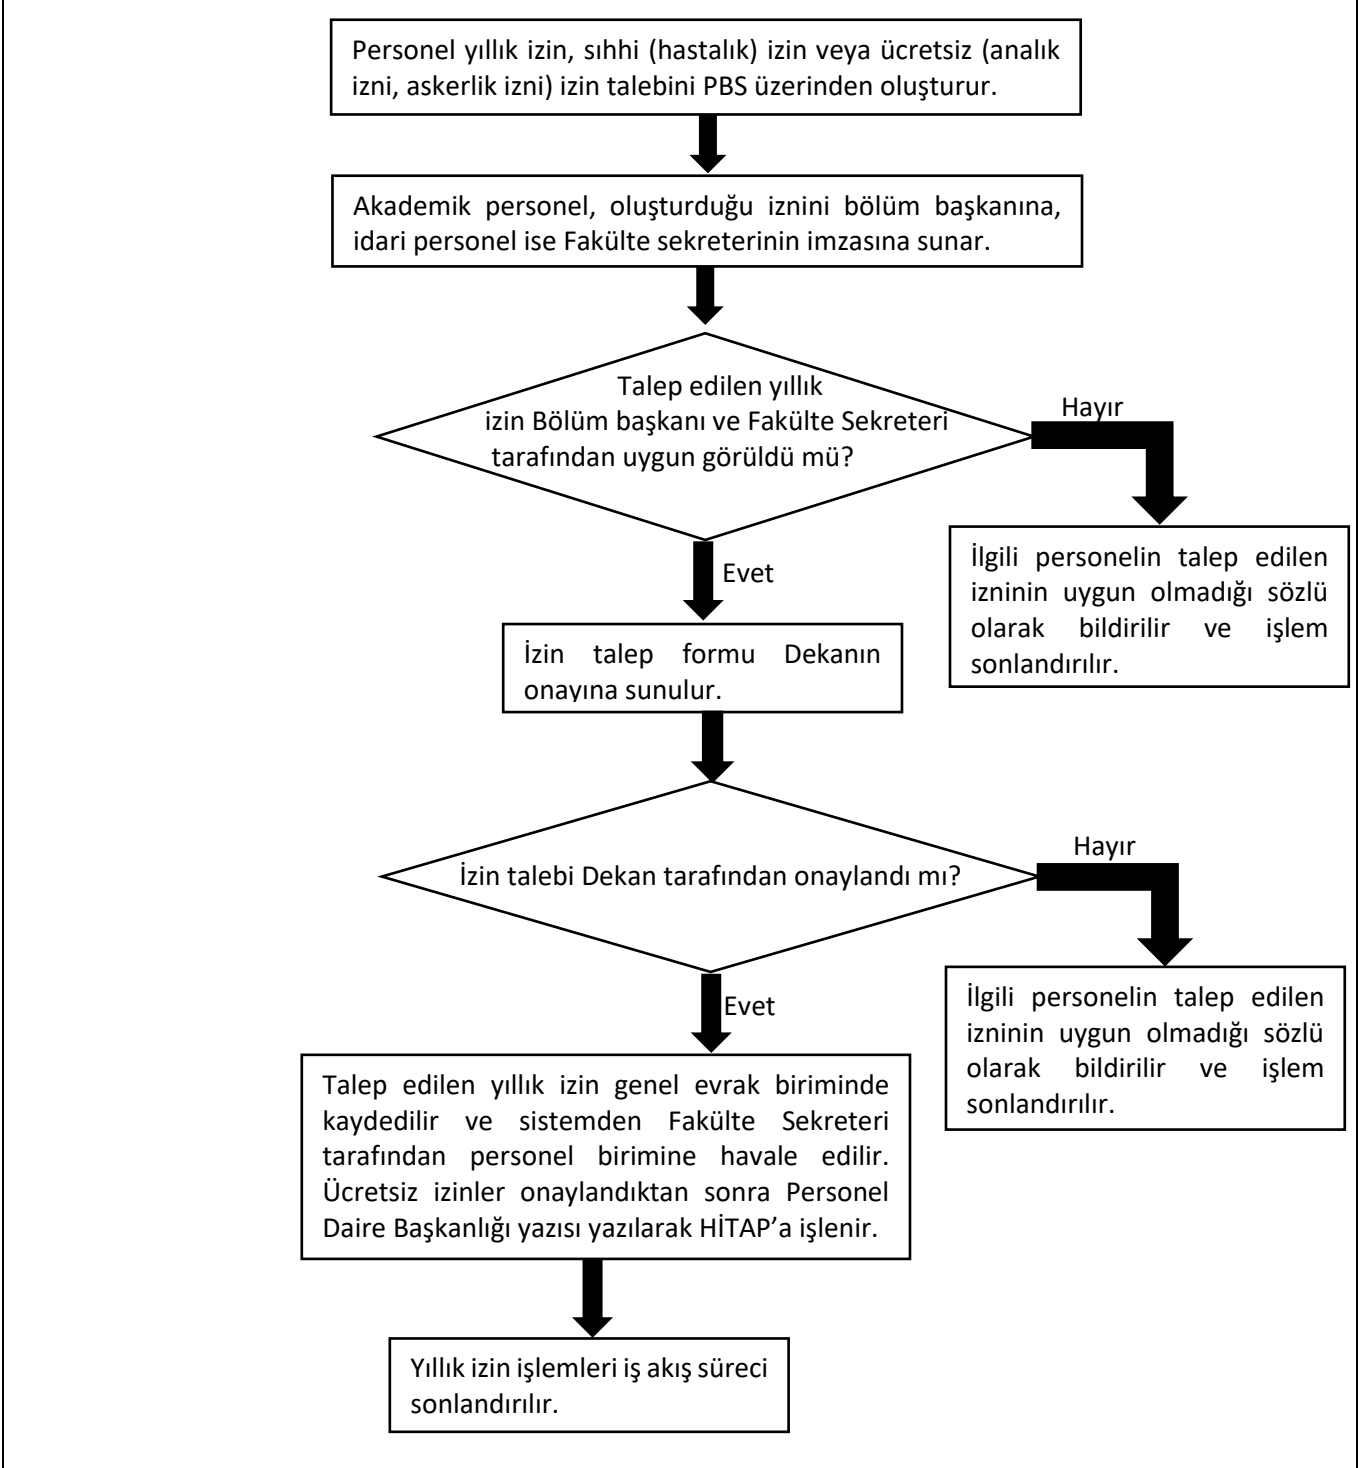 Personel yıllık izin, sıhhi (hastalık) izin veya ücretsiz (analık
izni, askerlik izni) izin talebini PBS üzerinden oluşturur.
Akademik personel, oluşturduğu iznini bölüm başkanına,
idari personel ise Fakülte sekreterinin imzasına sunar.
Talep edilen yıllık
izin Bölüm başkanı ve Fakülte Sekreteri
tarafından uygun görüldü mü?
Hayır
İlgili personelin talep edilen
izninin uygun olmadığı sözlü
olarak bildirilir ve işlem
sonlandırılır.
Evet
İzin talep formu Dekanın
onayına sunulur.
İzin talebi Dekan tarafından onaylandı mı?
Hayır
İlgili personelin talep edilen
izninin uygun olmadığı sözlü
olarak bildirilir ve işlem
sonlandırılır.
Evet
Talep edilen yıllık izin genel evrak biriminde
kaydedilir ve sistemden Fakülte Sekreteri
tarafından personel birimine havale edilir.
Ücretsiz izinler onaylandıktan sonra Personel
Daire Başkanlığı yazısı yazılarak HİTAP’a işlenir.
Yıllık izin işlemleri iş akış süreci
sonlandırılır.